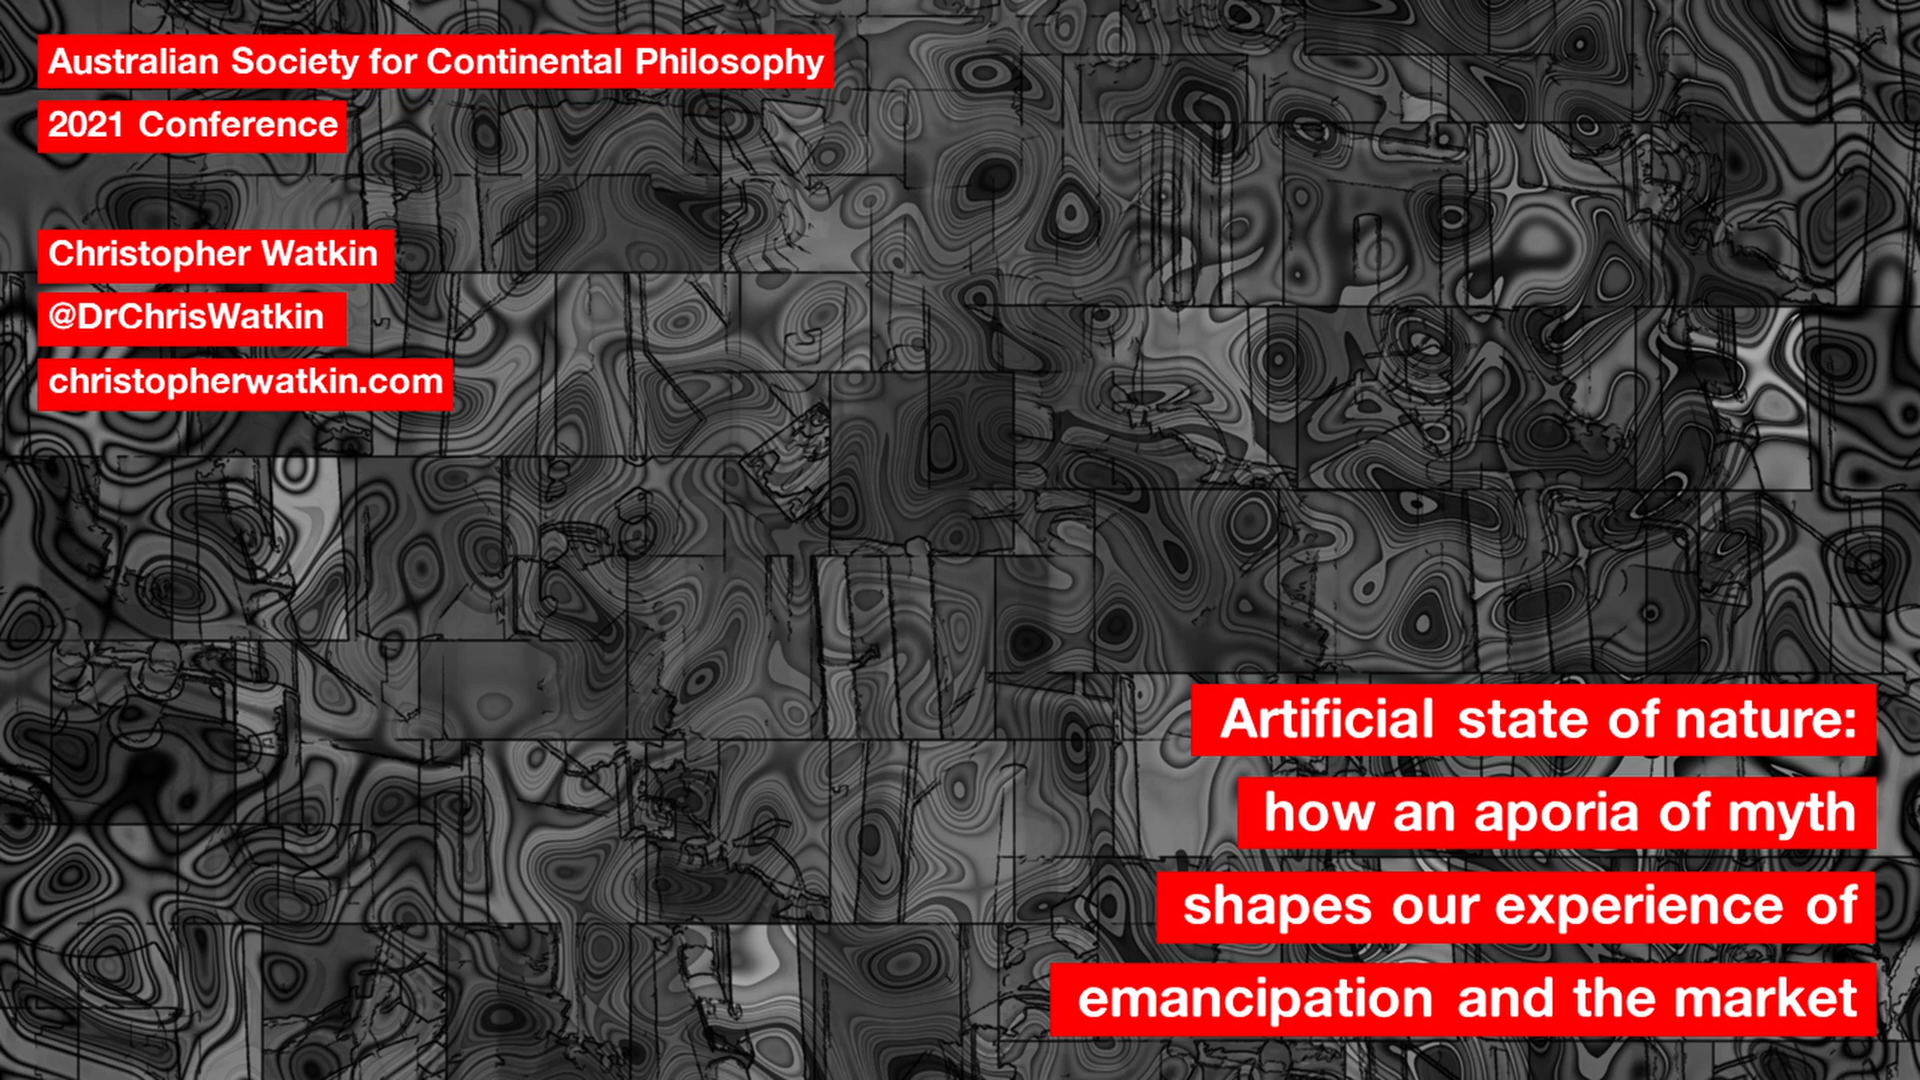 Australian Society for Continental Philosophy
2021 Conference
Christopher Watkin
@DrChrisWatkin
christopherwatkin.com
Artificial state of nature:
how an aporia of myth
shapes our experience of
emancipation and the market